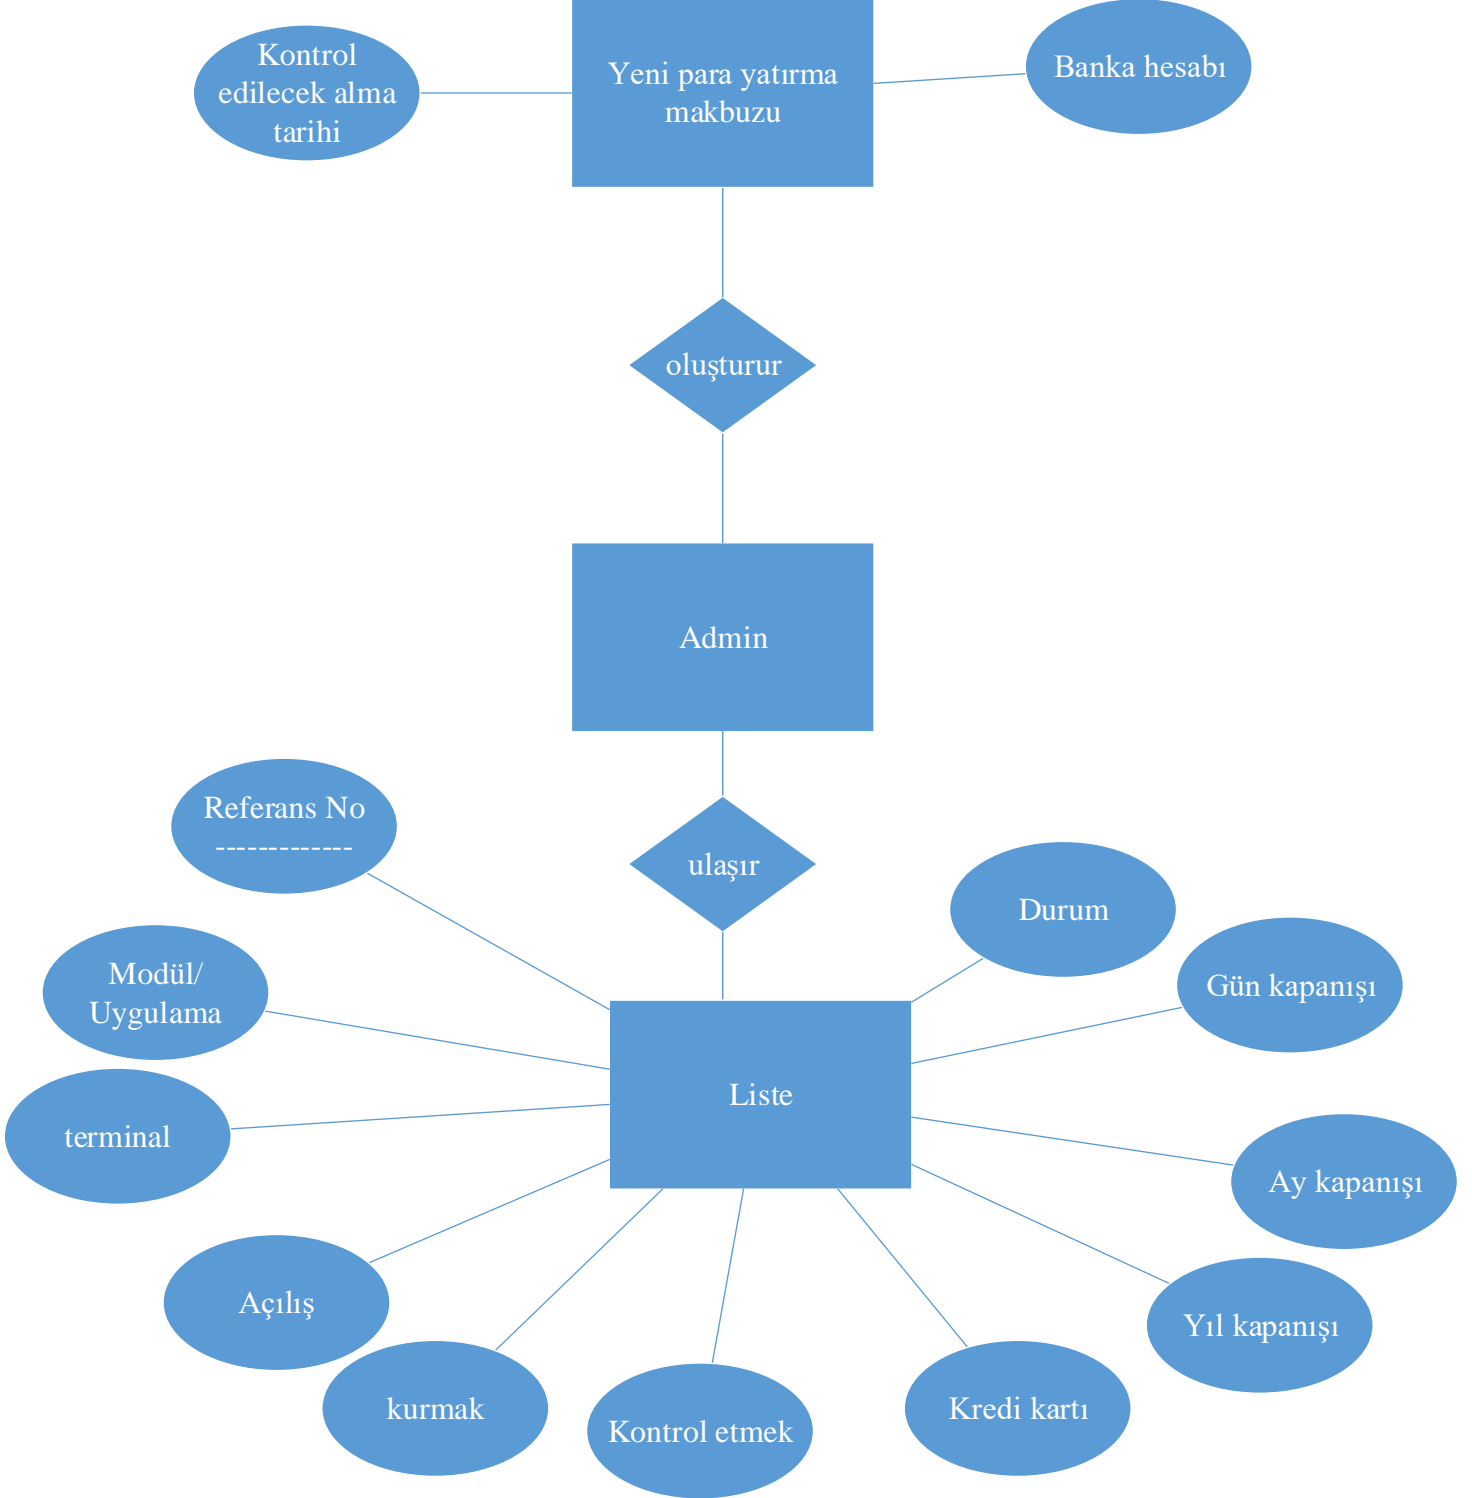 Kontrol
edilecek alma
tarihi
Yeni para yatırma
makbuzu
Banka hesabı
oluşturur
Admin
Referans No
-------------
ulaşır
Durum
Modül/
Uygulama
Gün kapanışı
Liste
terminal
Ay kapanışı
Açılış
Yıl kapanışı
kurmak
Kontrol etmek
Kredi kartı